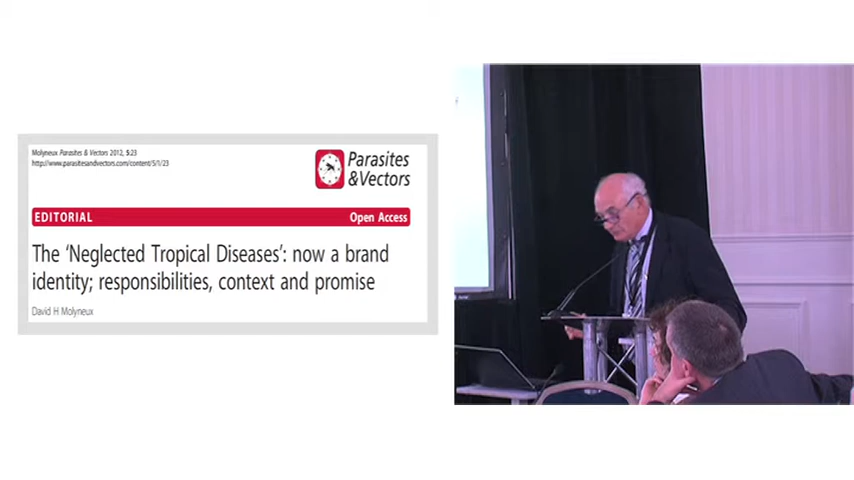 Molyneux Parasites & Vectors 2012, 5:23
http://www.parasitesandvectors.com/content/5/1/23
Parasites
&Vectors
EDITORIAL
Open Access
The ‘Neglected Tropical Diseases’: now a brand
identity; responsibilities, context and promise
David H Molyneux